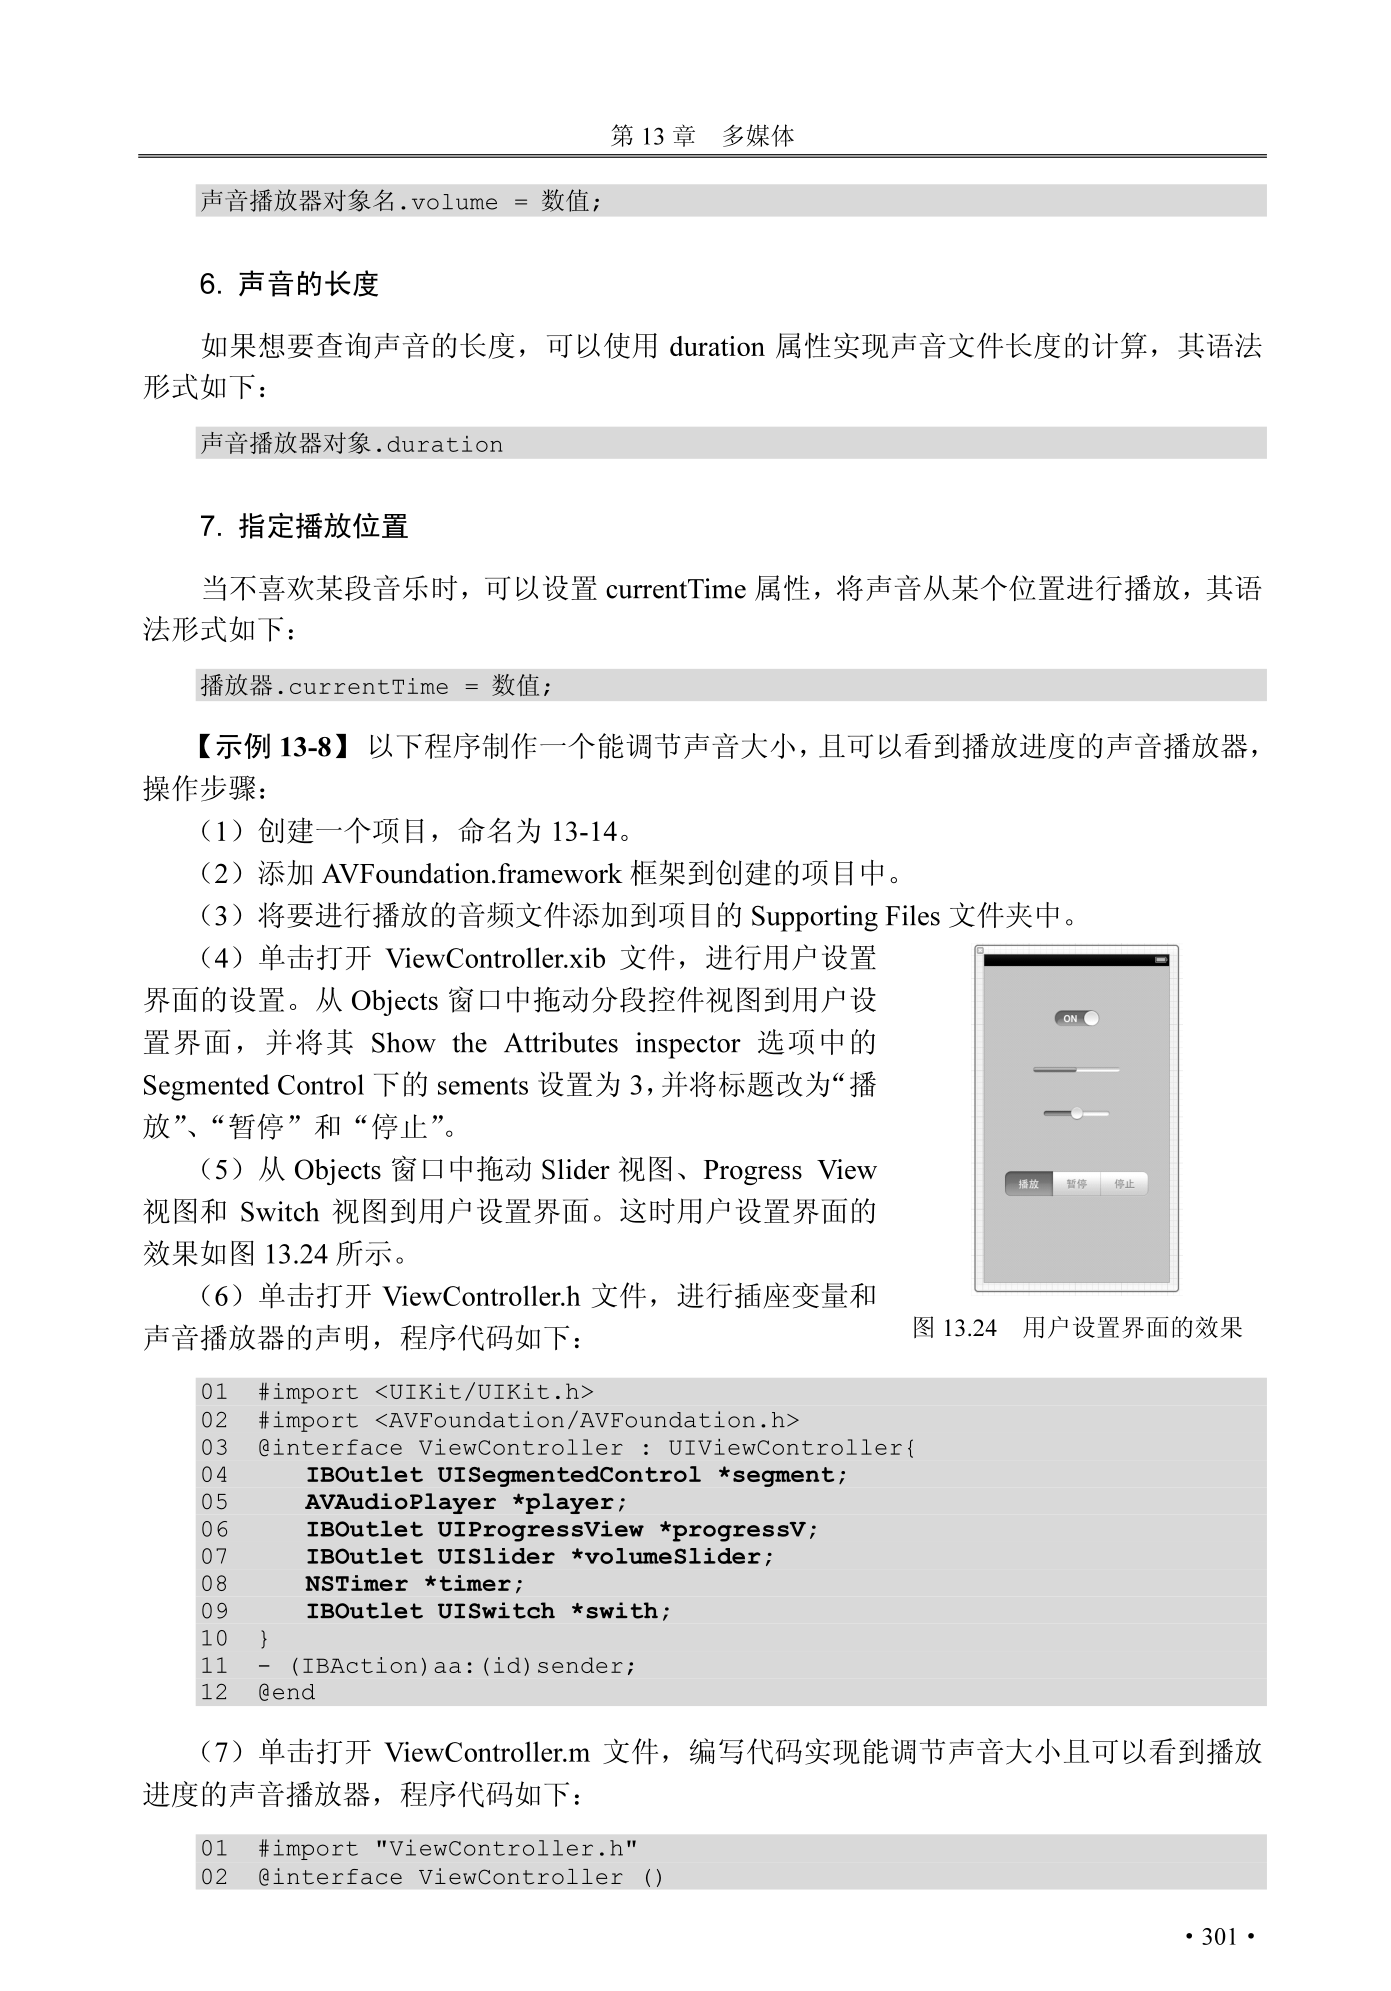 第 13 章　多媒体
声音播放器对象名.volume = 数值;
6. 声音的长度
如果想要查询声音的长度，可以使用 duration 属性实现声音文件长度的计算，其语法
形式如下：
声音播放器对象.duration
7. 指定播放位置
当不喜欢某段音乐时，可以设置 currentTime 属性，将声音从某个位置进行播放，其语
法形式如下：
播放器.currentTime = 数值;
【示例 13-8】 以下程序制作一个能调节声音大小，且可以看到播放进度的声音播放器，
操作步骤：
（1）创建一个项目，命名为 13-14。
（2）添加 AVFoundation.framework 框架到创建的项目中。
（3）将要进行播放的音频文件添加到项目的 Supporting Files 文件夹中。
（4）单击打开 ViewController.xib 文件，进行用户设置
界面的设置。从 Objects 窗口中拖动分段控件视图到用户设
置界面，并将其 Show the Attributes inspector 选项中的
Segmented Control 下的 sements 设置为 3，并将标题改为“播
放”、“暂停”和“停止”。
（5）从 Objects 窗口中拖动 Slider 视图、Progress View
视图和 Switch 视图到用户设置界面。这时用户设置界面的
效果如图 13.24 所示。
（6）单击打开 ViewController.h 文件，进行插座变量和
声音播放器的声明，程序代码如下：
ON
播放 暂停 停止
图 13.24　用户设置界面的效果
01 #import <UIKit/UIKit.h>
02 #import <AVFoundation/AVFoundation.h>
03 @interface ViewController : UIViewController{
04 IBOutlet UISegmentedControl *segment;
05 AVAudioPlayer *player;
06 IBOutlet UIProgressView *progressV;
07 IBOutlet UISlider *volumeSlider;
08 NSTimer *timer;
09 IBOutlet UISwitch *swith;
10 }
11 - (IBAction)aa:(id)sender;
12 @end
（7）单击打开 ViewController.m 文件，编写代码实现能调节声音大小且可以看到播放
进度的声音播放器，程序代码如下：
01 #import "ViewController.h"
02 @interface ViewController ()
• 301 •